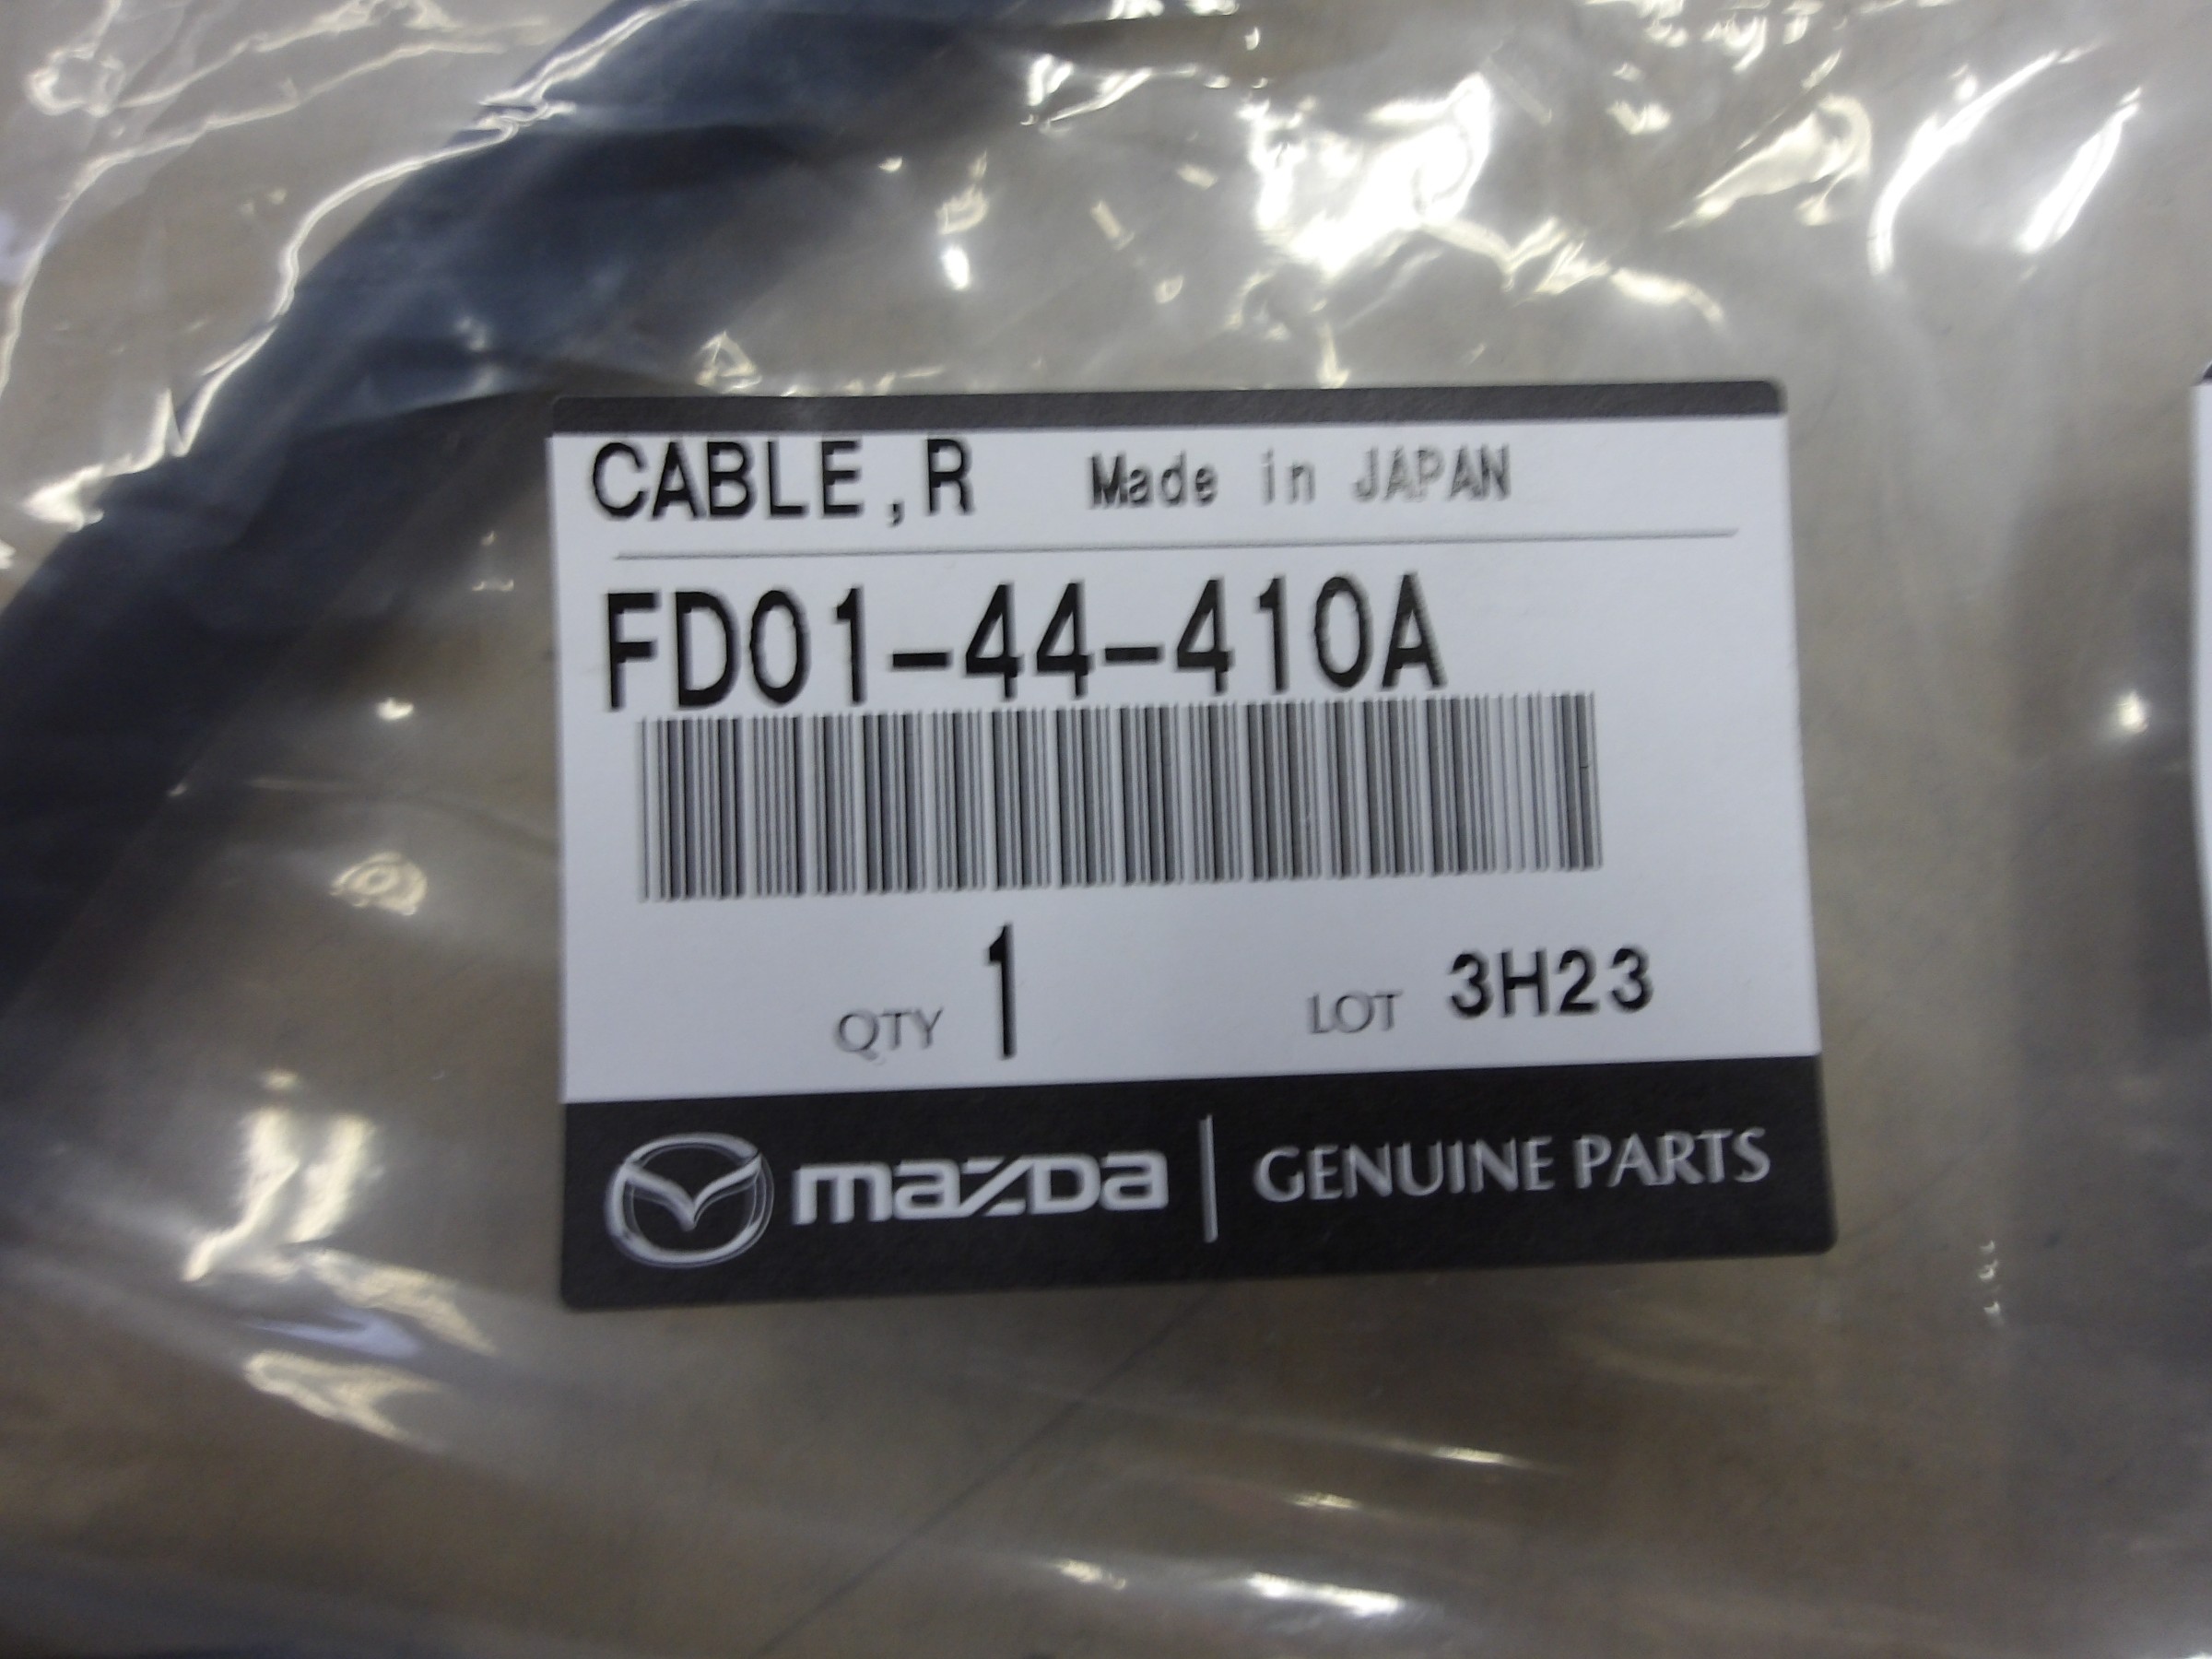 CABLE,R Made in JAPAN
FD01-44-410A
QTY 1 LOT 3H23
mazda | GENUINE PARTS